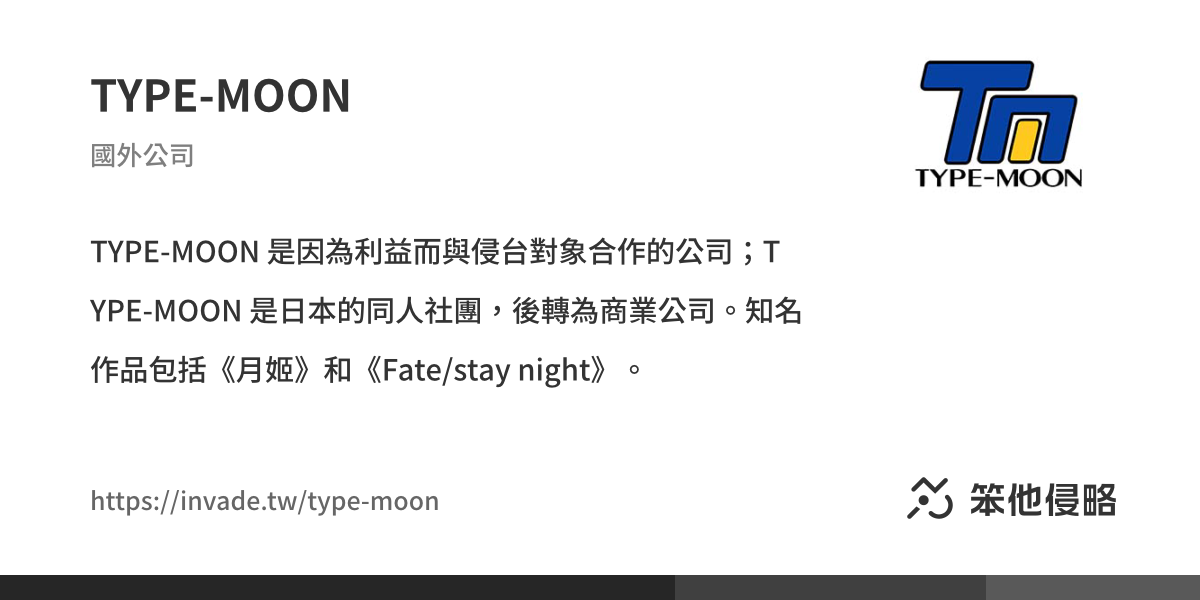 TYPE-MOON
國外公司
TYPE-MOON
TYPE-MOON 是因為利益而與侵台對象合作的公司；T
YPE-MOON 是日本的同人社團，後轉為商業公司。知名
作品包括《月姬》和《Fate/stay night》。
https://invade.tw/type-moon
笨他侵略